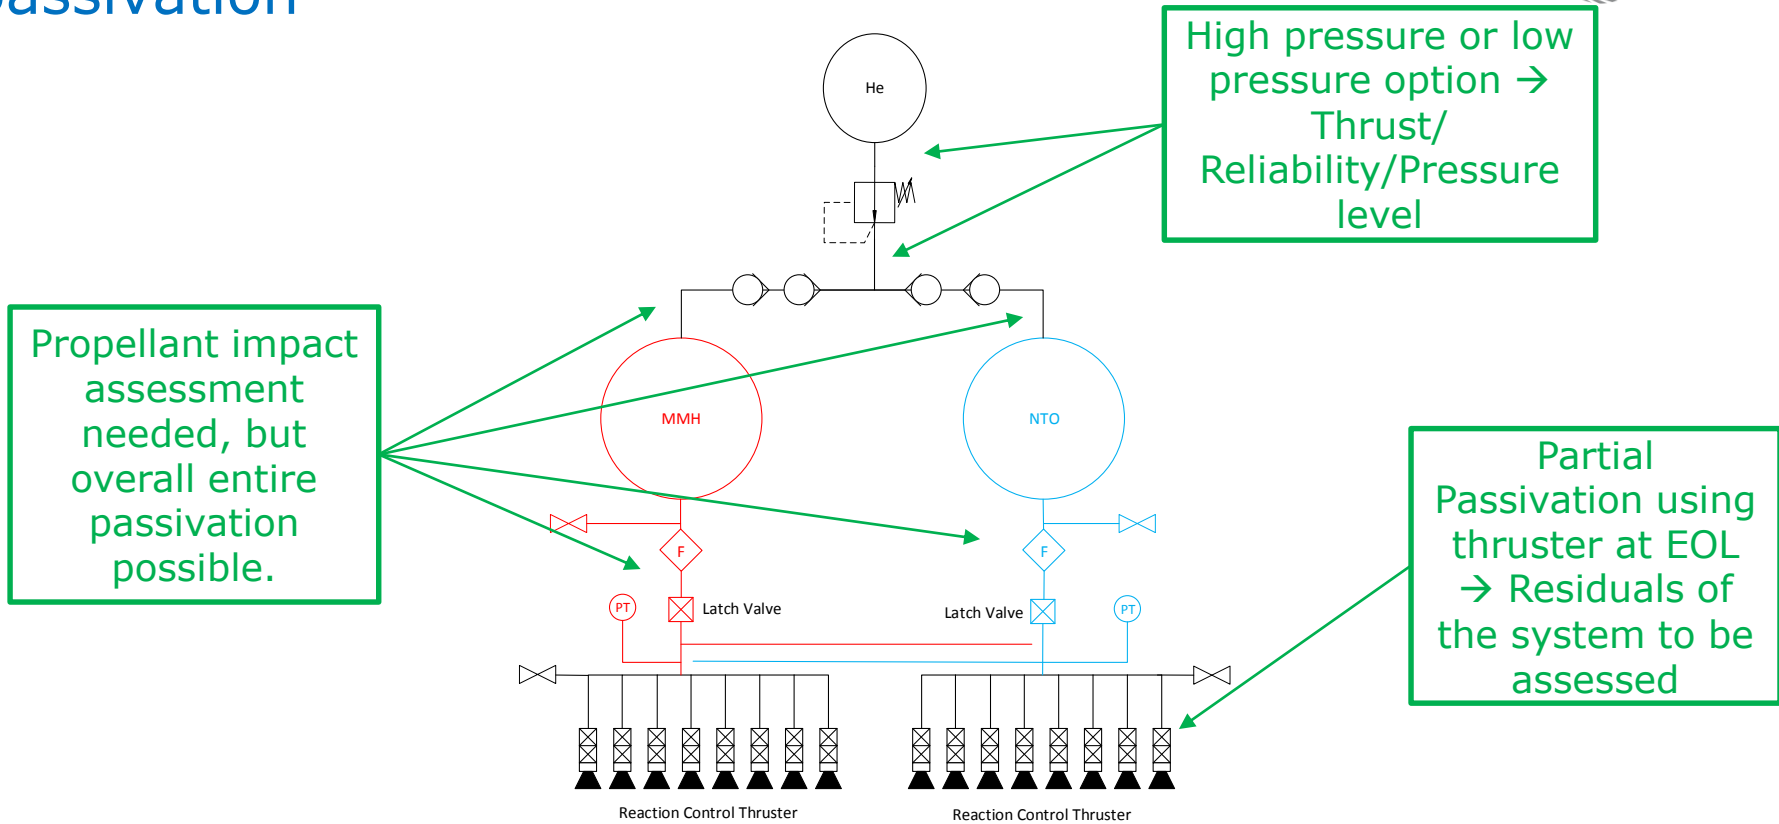 passivation
He
High pressure or low
pressure option →
Thrust/
Reliability/Pressure
level
Propellant impact
assessment
needed, but
overall entire
passivation
possible.
MMH
NTO
F
F
PT
Latch Valve
Latch Valve
PT
Partial
Passivation using
thruster at EOL
→ Residuals of
the system to be
assessed
Reaction Control Thruster
Reaction Control Thruster